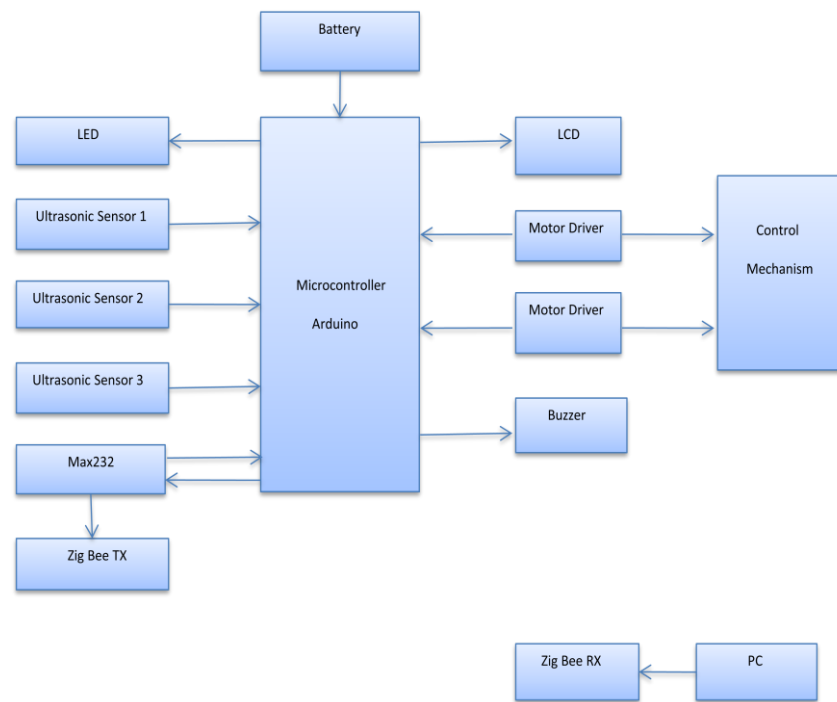 Battery
LED
LCD
Ultrasonic Sensor 1
Motor Driver
Control
Mechanism
Microcontroller
Arduino
Ultrasonic Sensor 2
Motor Driver
Ultrasonic Sensor 3
Buzzer
Max232
Zig Bee TX
Zig Bee RX
PC